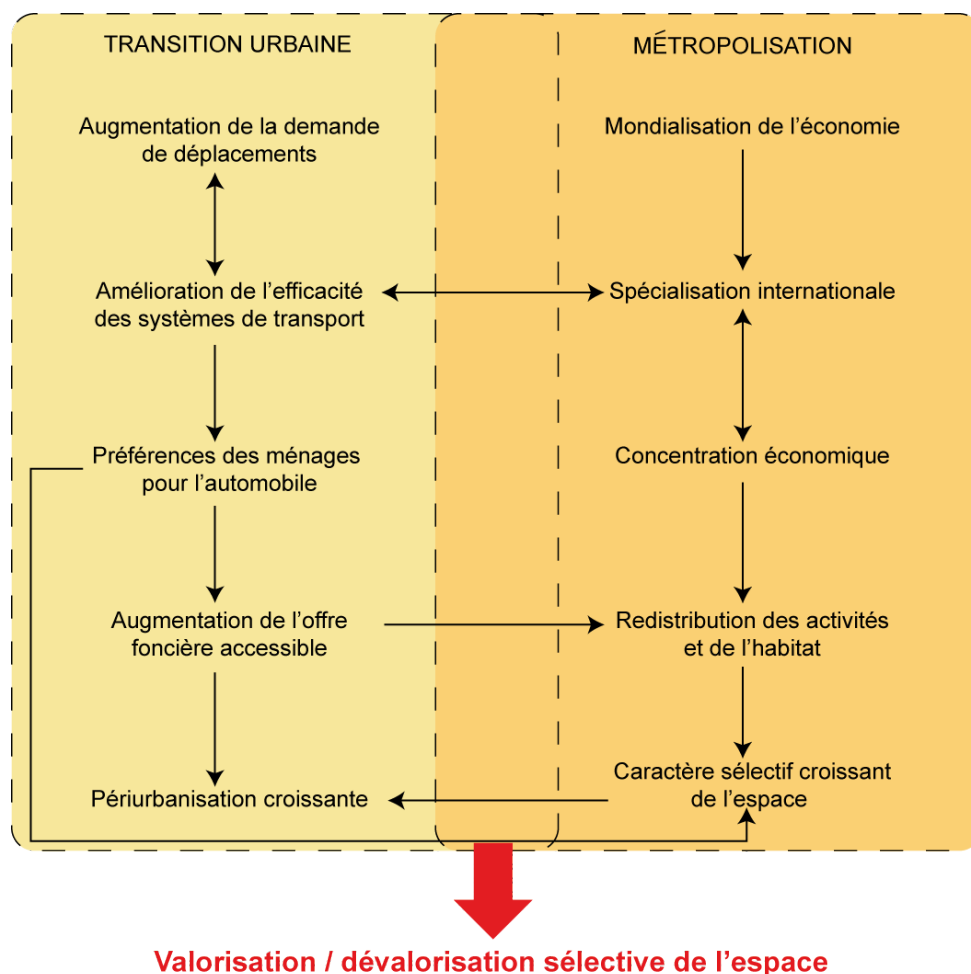 TRANSITION URBAINE
Augmentation de la demande
de déplacements
Amélioration de l’efficacité
des systèmes de transport
Préférences des ménages
pour l’automobile
Augmentation de l’offre
foncière accessible
Périurbanisation croissante
MÉTROPOLISATION
Mondialisation de l’économie
Spécialisation internationale
Concentration économique
Redistribution des activités
et de l’habitat
Caractère sélectif croissant
de l’espace
Valorisation / dévalorisation sélective de l’espace